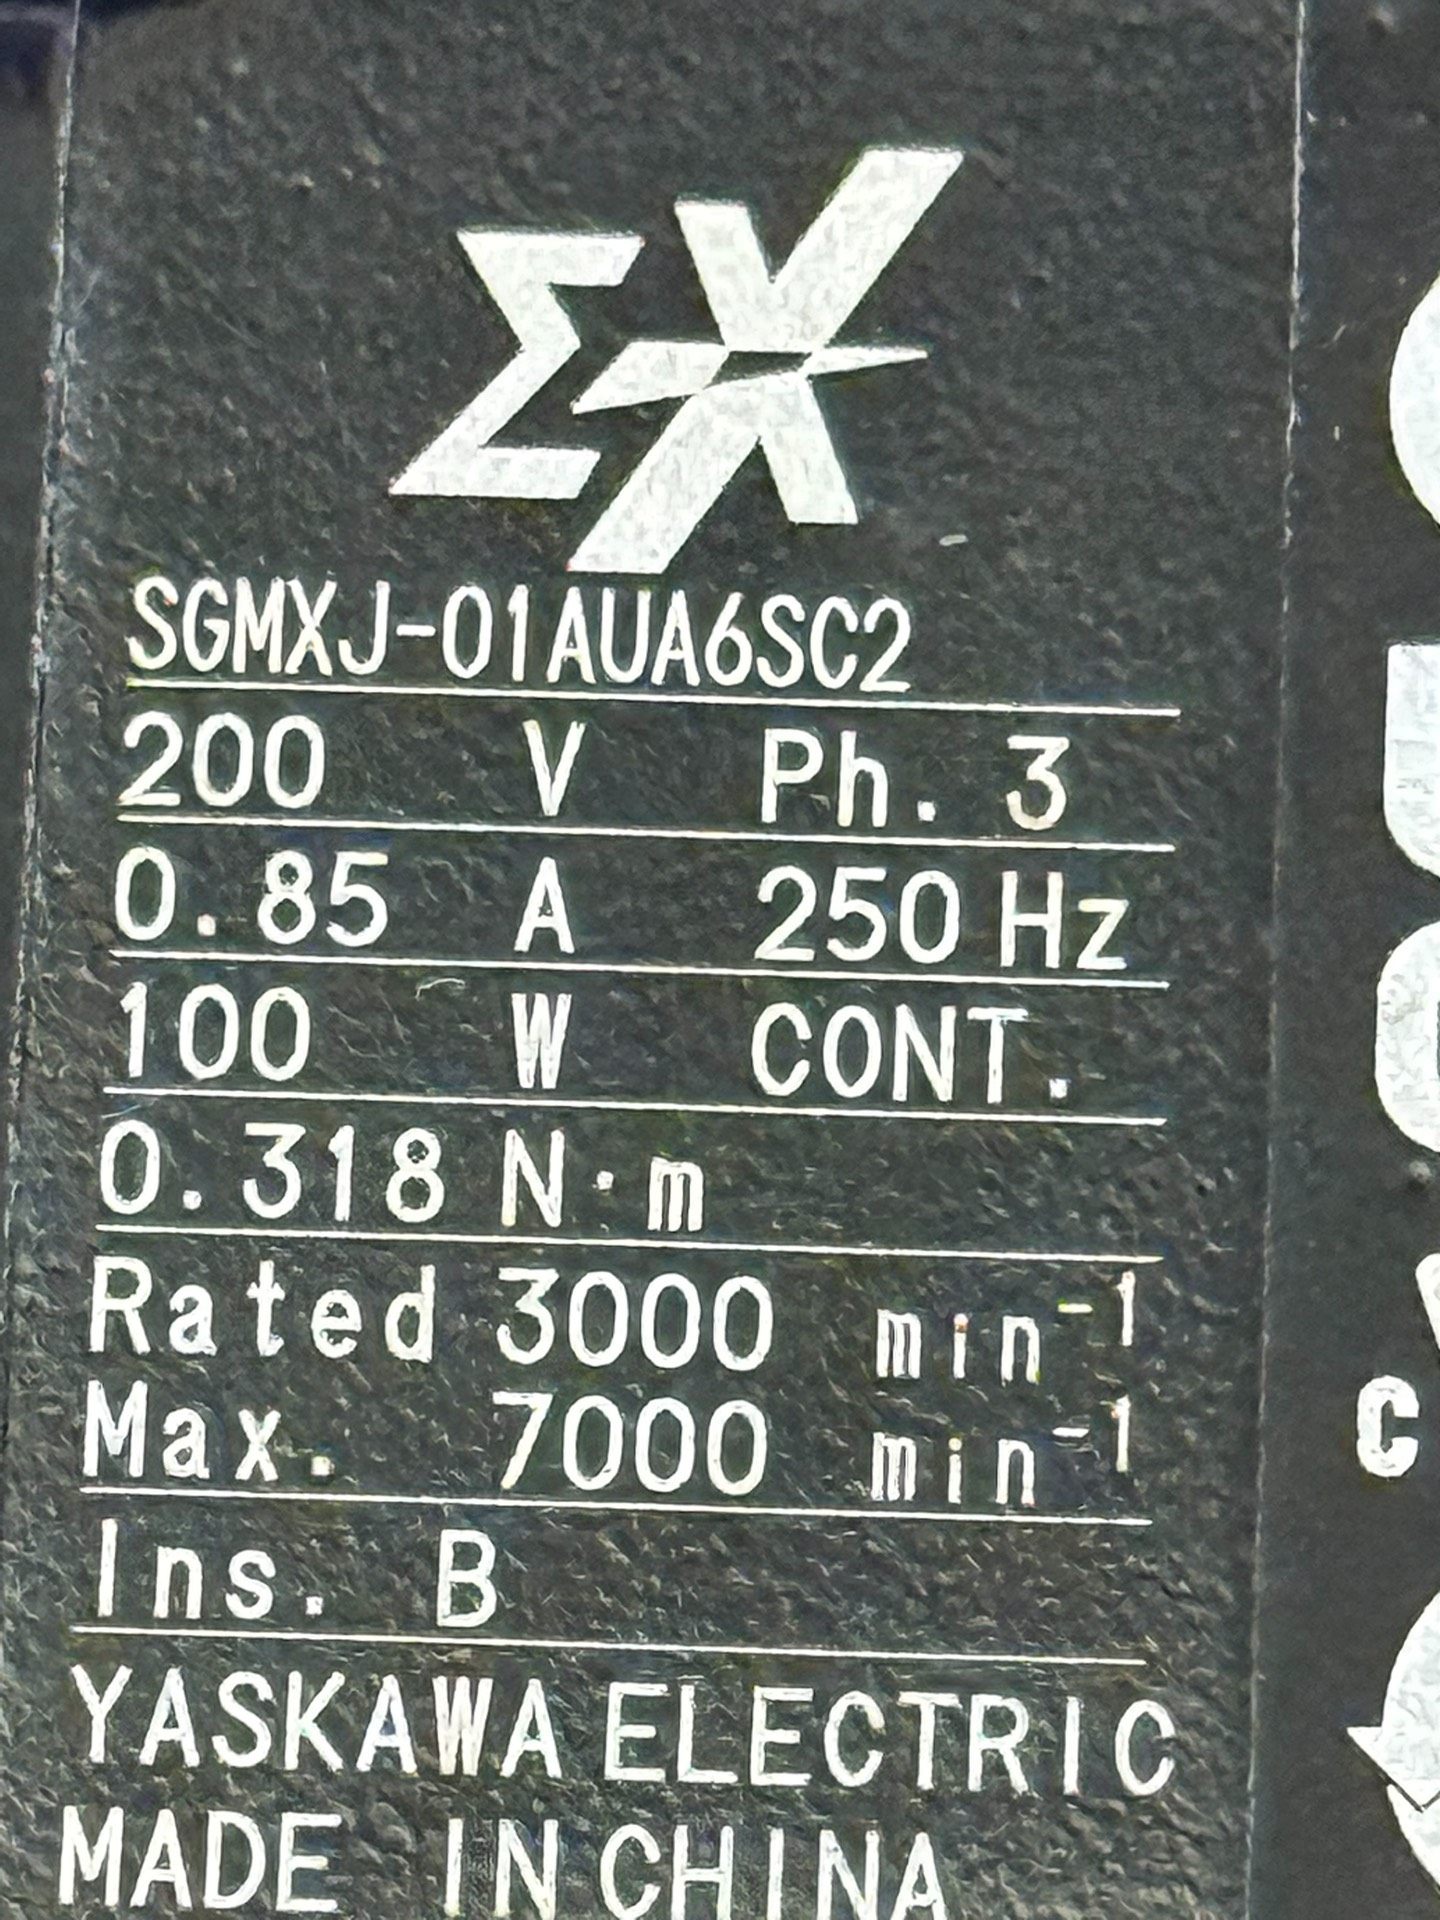 ΣX
SGMXJ-01AUA6SC2
200 V Ph. 3
0.85 A 250 Hz
100 W CONT.
0.318 N·m
Rated 3000 min⁻¹
Max. 7000 min⁻¹
Ins. B
YASKAWA ELECTRIC
MADE IN CHINA
C